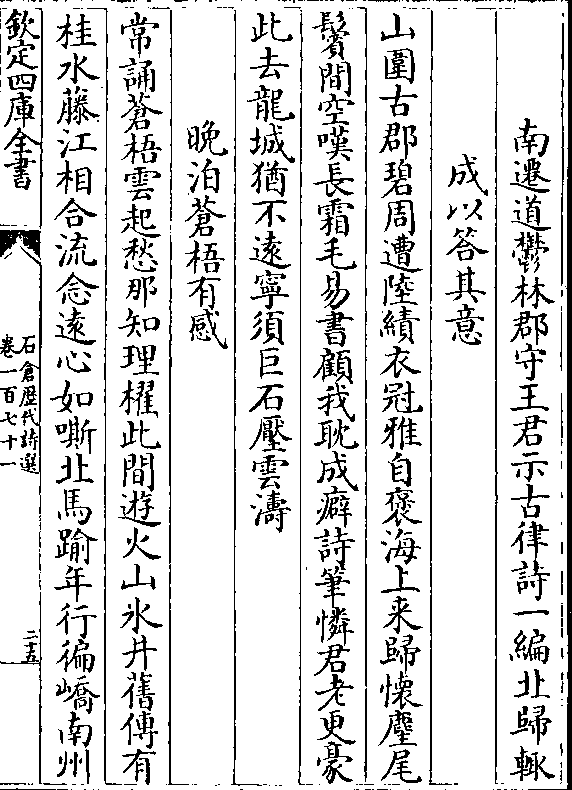 南遷道鬱林郡守王君示古律詩一編北歸輙
成以答其意
山圍古郡碧周遭陸績衣冠雅自褒海上来歸懐麈尾
鬢間空嘆長霜毛易書顧我耽成癖詩筆憐君老更豪
此去龍城猶不逺寧須巨石壓雲濤
晩泊蒼梧有感
常誦蒼梧雲起愁那知理櫂此間遊火山氷井舊傳有
桂水藤江相合流念逺心如嘶北馬踰年行徧嶠南州
欽定四庫全書
石倉歴代詩選
卷一百七十一
二十五